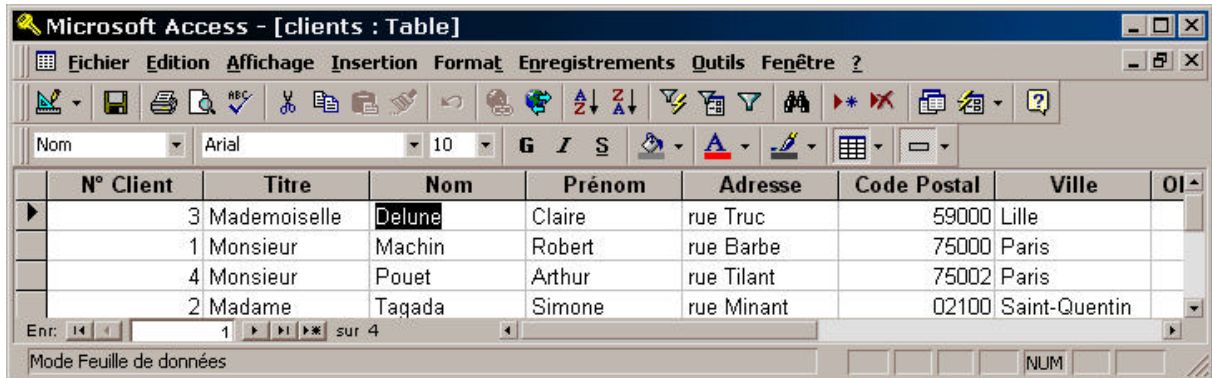 Microsoft Access - [clients : Table]
Fichier Edition Affichage Insertion Format Enregistrements Outils Fenêtre ?
Nom Arial 10 G I S A
N° Client Titre Nom Prénom Adresse Code Postal Ville
3 Mademoiselle Delune Claire rue Truc 59000 Lille
1 Monsieur Machin Robert rue Barbe 75000 Paris
4 Monsieur Pouet Arthur rue Tilant 75002 Paris
2 Madame Tagada Simone rue Minant 02100 Saint-Quentin
Enr: 1 sur 4
Mode Feuille de données NUM